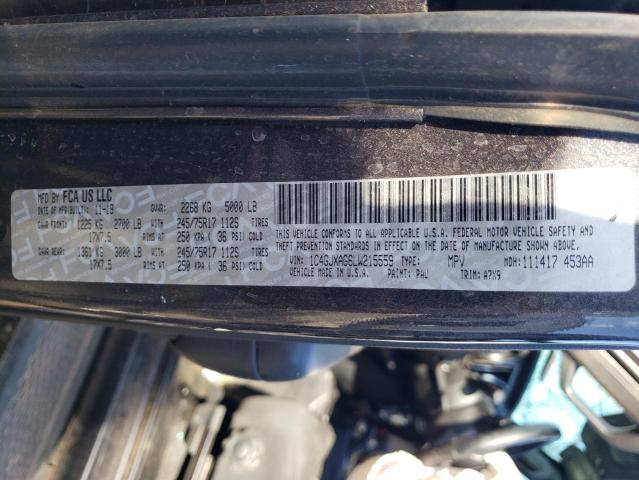 MFD BY FCA US LLC
DATE OF MFR/BUILT: 11-19 GVWR: 2268 KG 5000 LB
GAWR FRONT: 1225 KG 2700 LB WITH 245/75R17 112S TIRES
17X7.5 RIMS AT 250 KPA ( 36 PSI) COLD
GAWR REAR: 1361 KG 3000 LB WITH 245/75R17 112S TIRES
17X7.5 RIMS AT 250 KPA ( 36 PSI) COLD
THIS VEHICLE CONFORMS TO ALL APPLICABLE U.S.A. FEDERAL MOTOR VEHICLE SAFETY,
BUMPER AND THEFT PREVENTION STANDARDS IN EFFECT ON THE DATE OF MANUFACTURE SHOWN ABOVE.
VIN: 1C4GJXAG6LW215559 TYPE: MPV MDH: 111417 453AA
MADE IN U.S.A. PAINT: PAU TRIM: A7X9